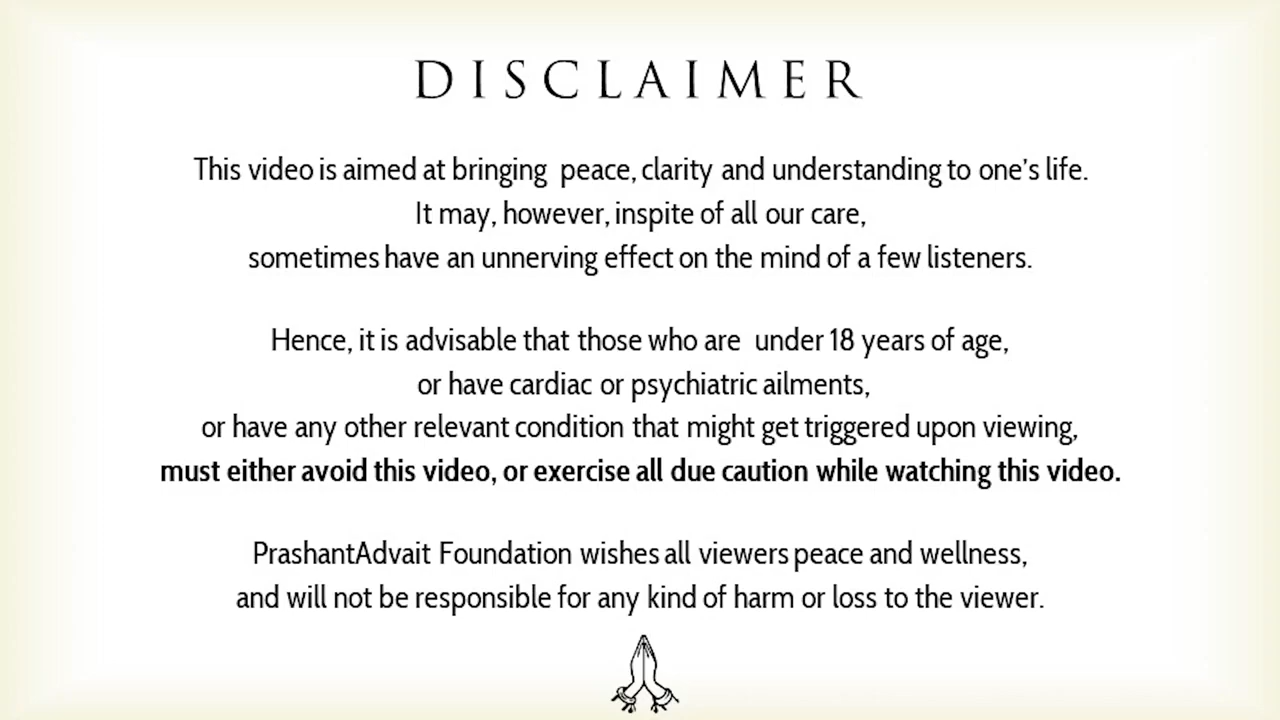 DISCLAIMER
This video is aimed at bringing peace, clarity and understanding to one's life.
It may, however, inspite of all our care,
sometimes have an unnerving effect on the mind of a few listeners.
Hence, it is advisable that those who are under 18 years of age,
or have cardiac or psychiatric ailments,
or have any other relevant condition that might get triggered upon viewing,
must either avoid this video, or exercise all due caution while watching this video.
PrashantAdvait Foundation wishes all viewers peace and wellness,
and will not be responsible for any kind of harm or loss to the viewer.